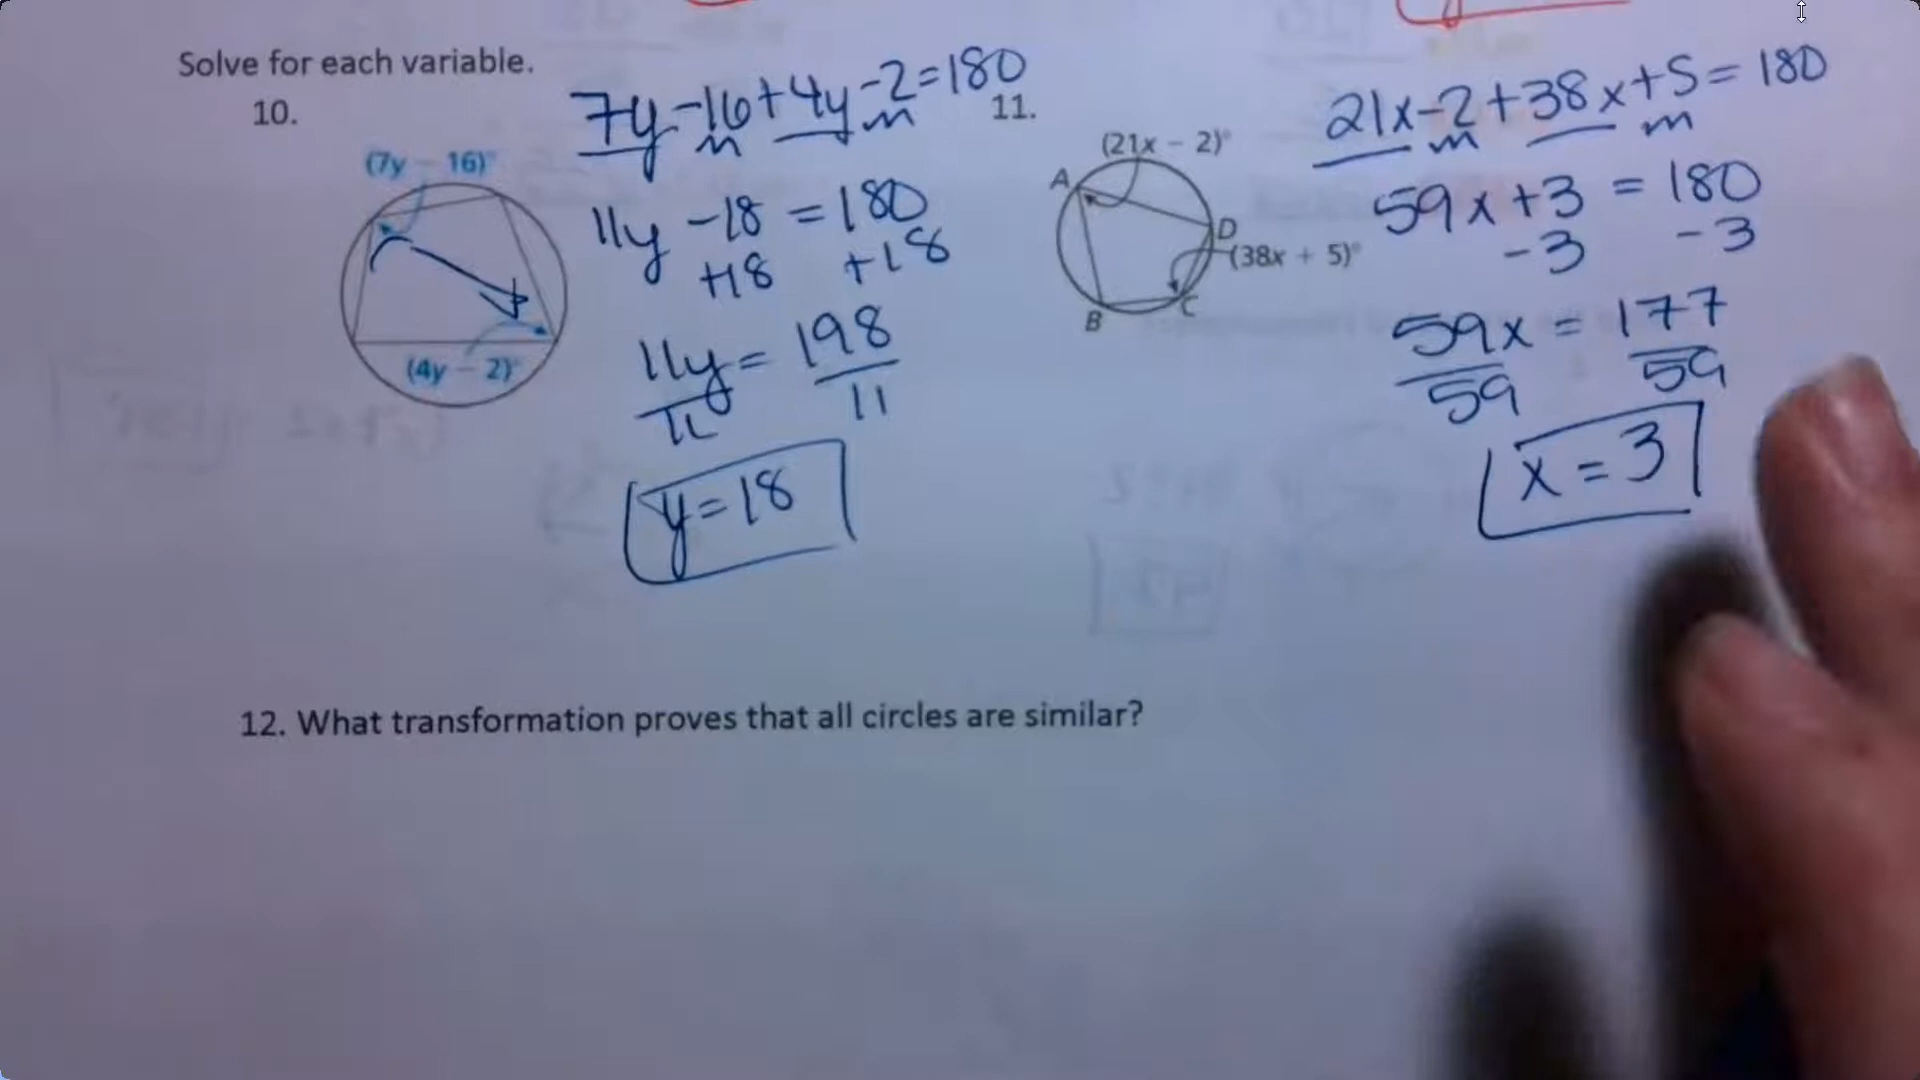 Solve for each variable.
10.
(7y - 16)°
(4y - 2)°
7y - 16 + 4y - 2 = 180
11y - 18 = 180
+18 +18
11y = 198
11 11
y = 18
11.
(21x - 2)°
A
D
(38x + 5)°
C
B
21x - 2 + 38x + 5 = 180
59x + 3 = 180
- 3 - 3
59x = 177
59 59
x = 3
12. What transformation proves that all circles are similar?